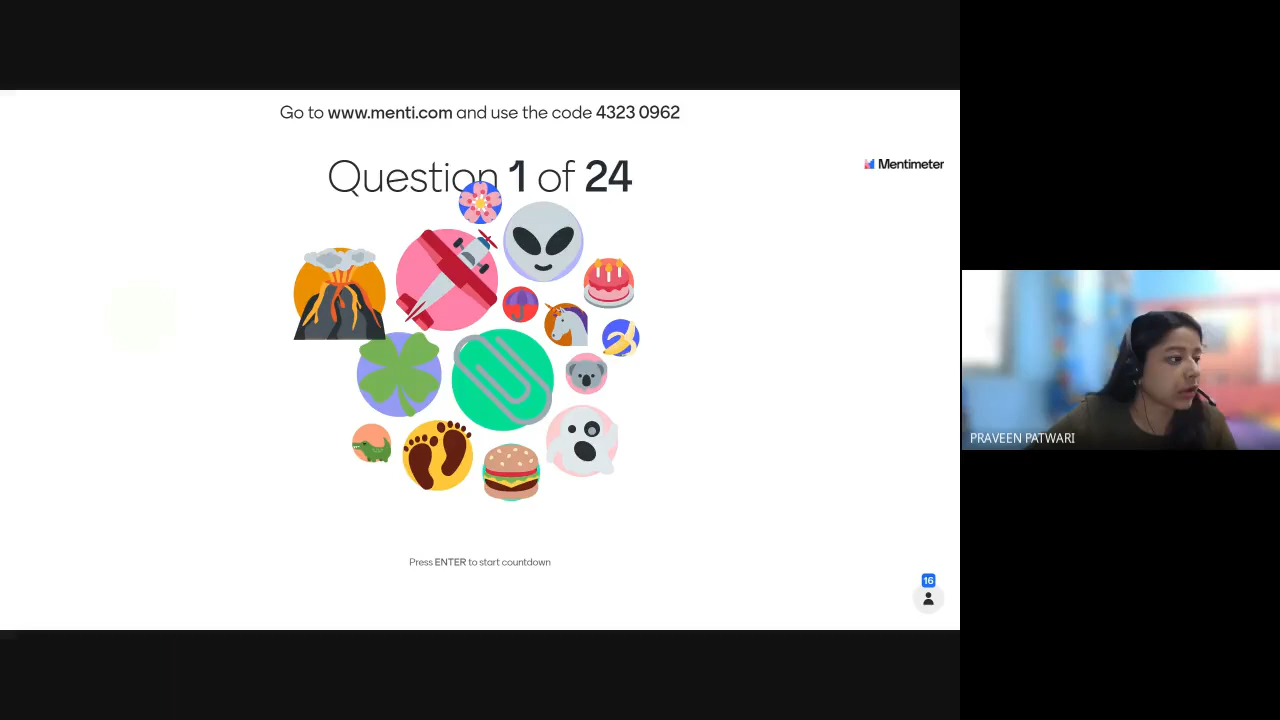 Go to www.menti.com and use the code 4323 0962
Mentimeter
Question 1 of 24
PRAVEEN PATWARI
Press ENTER to start countdown
16